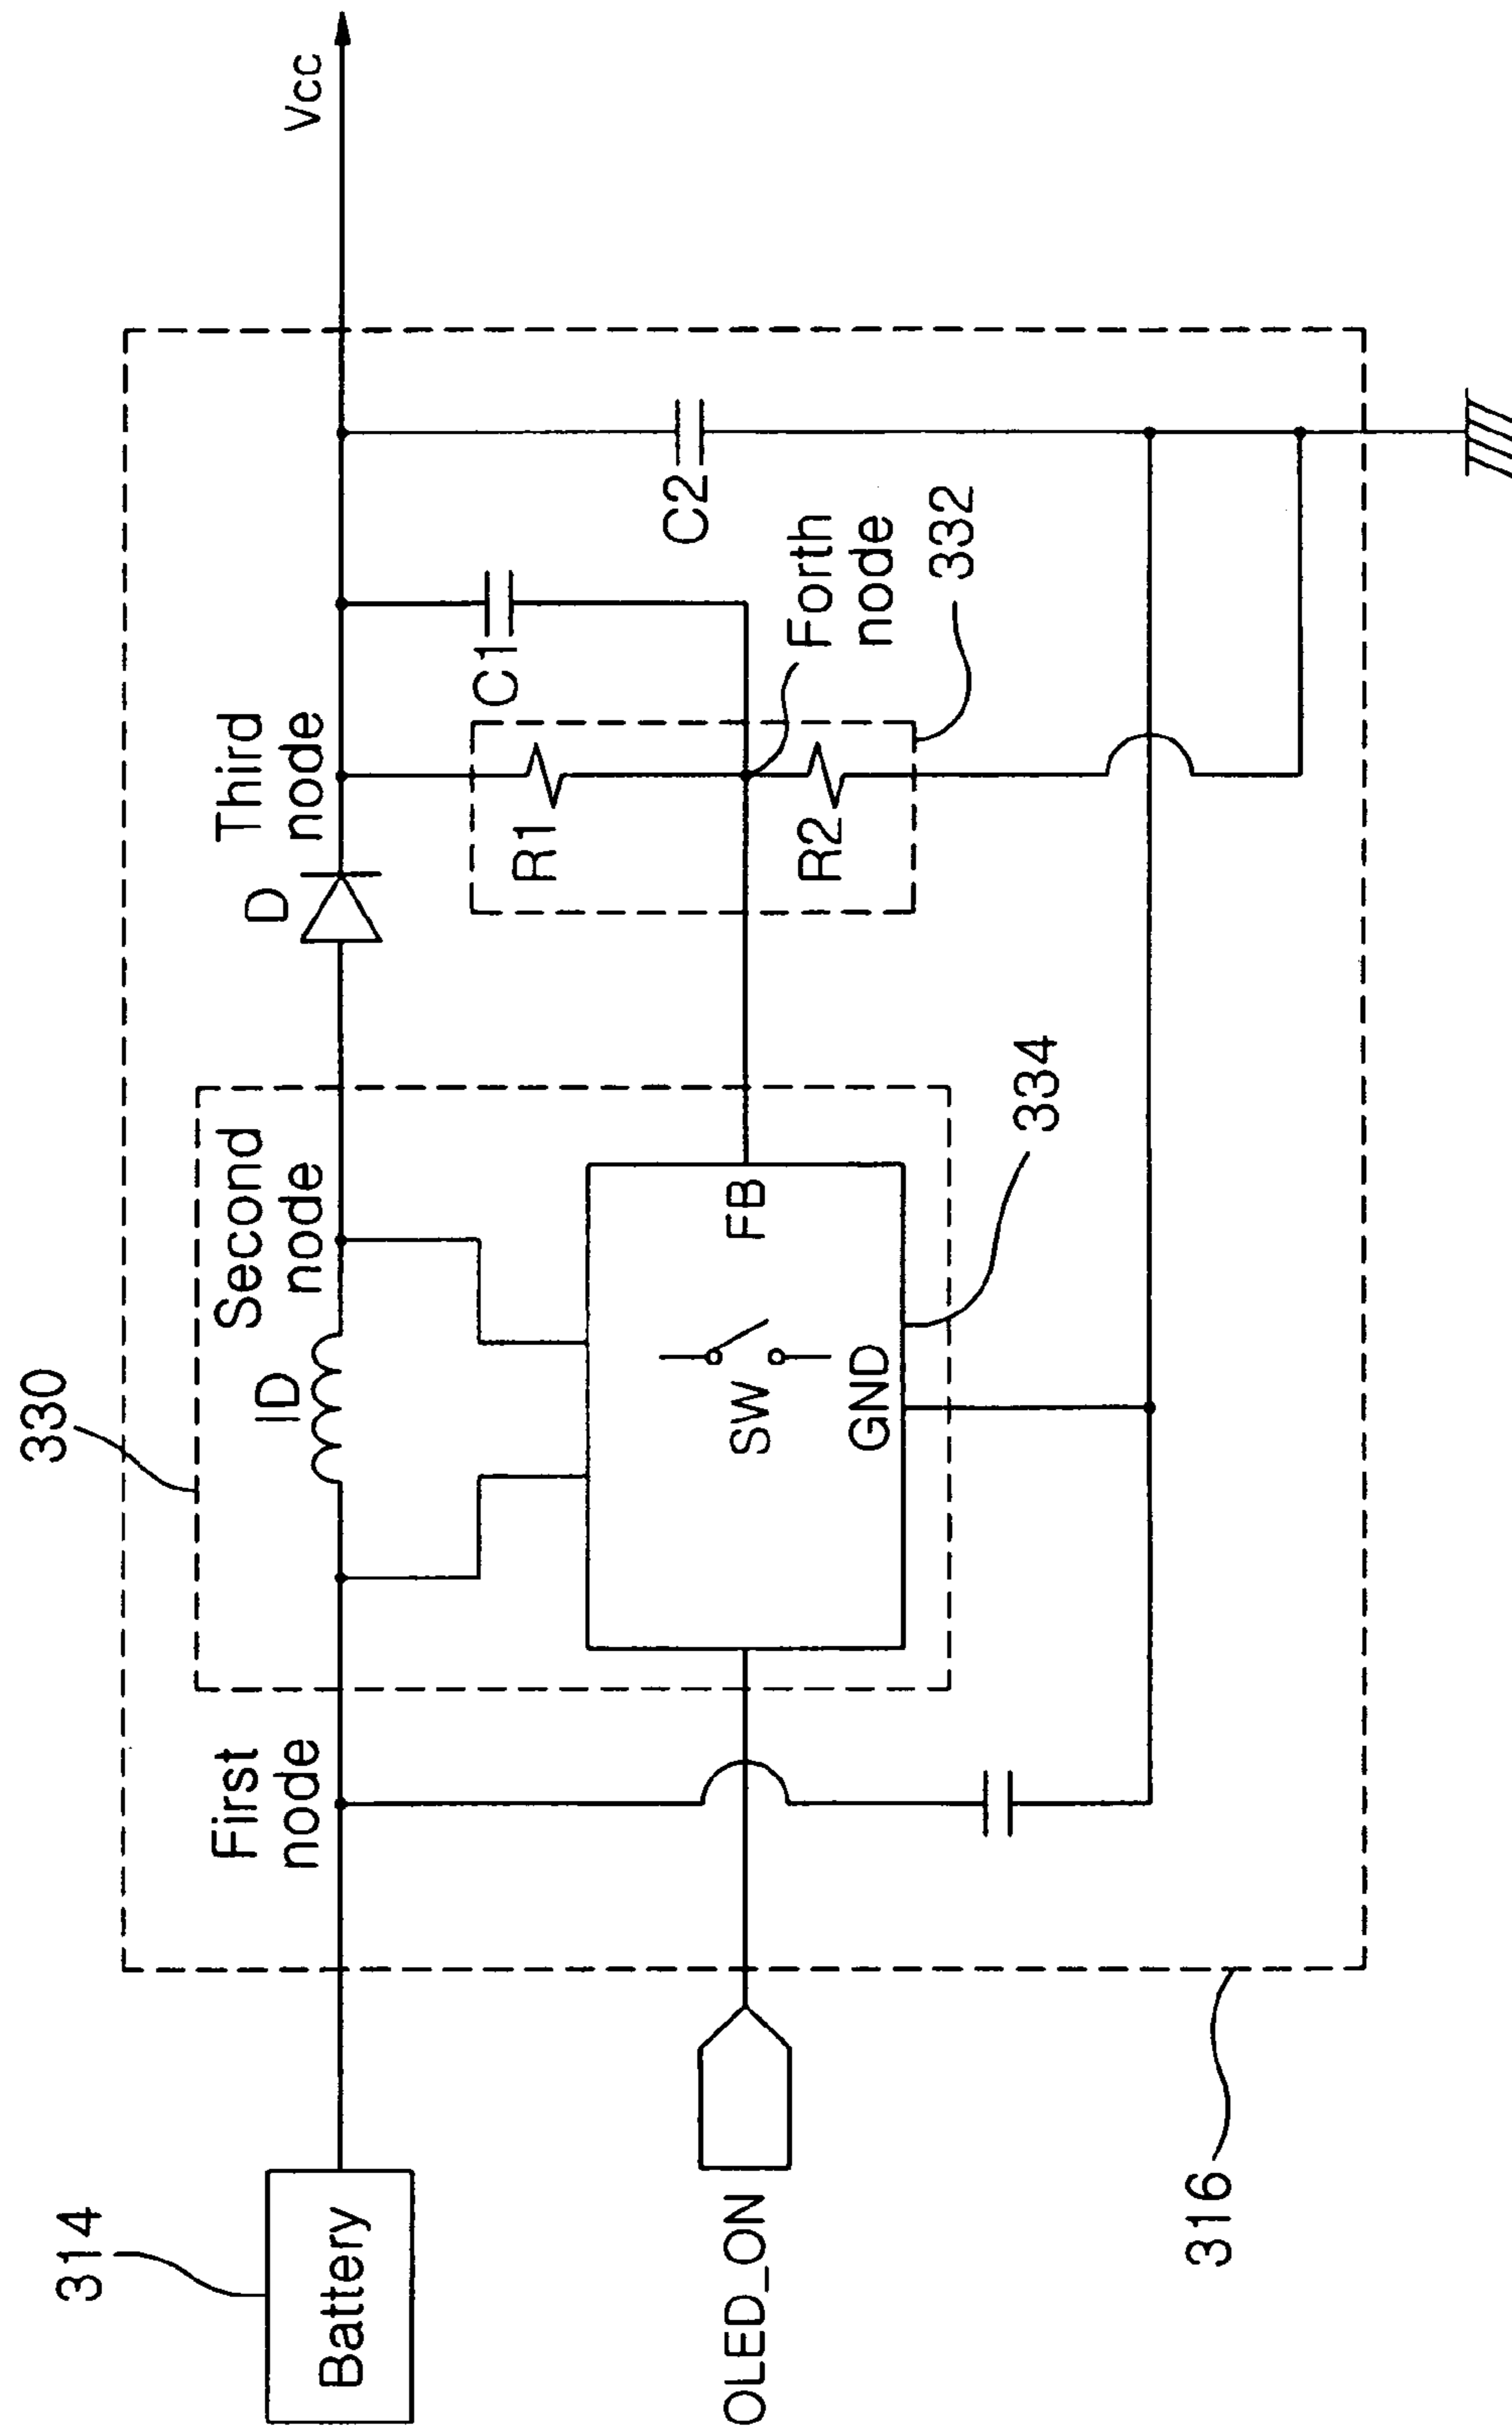 330
314
Battery
First
node
ID
Second
node
D
Third
node
Vcc
R1
C1
C2
R2
Forth
node
332
OLED_ON
SW
FB
GND
334
316